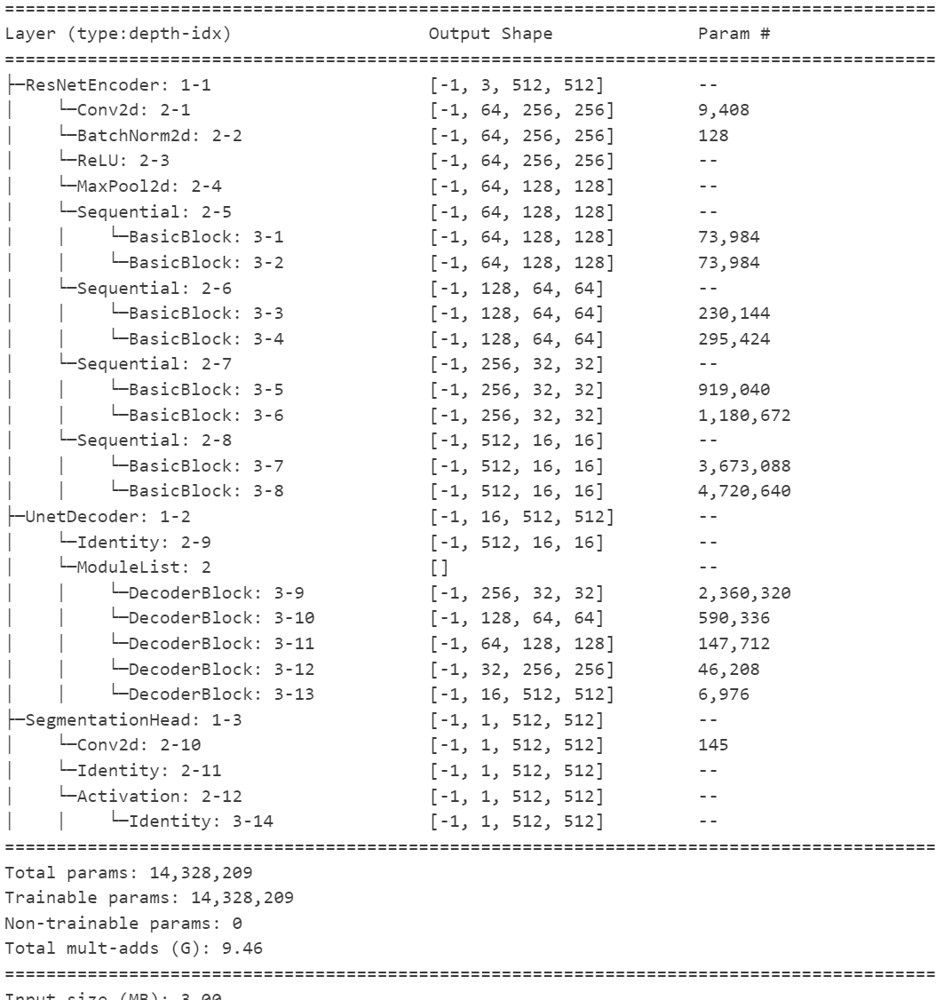 ==========================================================================================
Layer (type:depth-idx)                   Output Shape              Param #
==========================================================================================
├─ResNetEncoder: 1-1                     [-1, 3, 512, 512]         --
|    └─Conv2d: 2-1                       [-1, 64, 256, 256]        9,408
|    └─BatchNorm2d: 2-2                  [-1, 64, 256, 256]        128
|    └─ReLU: 2-3                         [-1, 64, 256, 256]        --
|    └─MaxPool2d: 2-4                    [-1, 64, 128, 128]        --
|    └─Sequential: 2-5                   [-1, 64, 128, 128]        --
|    |    └─BasicBlock: 3-1              [-1, 64, 128, 128]        73,984
|    |    └─BasicBlock: 3-2              [-1, 64, 128, 128]        73,984
|    └─Sequential: 2-6                   [-1, 128, 64, 64]         --
|    |    └─BasicBlock: 3-3              [-1, 128, 64, 64]         230,144
|    |    └─BasicBlock: 3-4              [-1, 128, 64, 64]         295,424
|    └─Sequential: 2-7                   [-1, 256, 32, 32]         --
|    |    └─BasicBlock: 3-5              [-1, 256, 32, 32]         919,040
|    |    └─BasicBlock: 3-6              [-1, 256, 32, 32]         1,180,672
|    └─Sequential: 2-8                   [-1, 512, 16, 16]         --
|    |    └─BasicBlock: 3-7              [-1, 512, 16, 16]         3,673,088
|    |    └─BasicBlock: 3-8              [-1, 512, 16, 16]         4,720,640
├─UnetDecoder: 1-2                       [-1, 16, 512, 512]        --
|    └─Identity: 2-9                     [-1, 512, 16, 16]         --
|    └─ModuleList: 2                     []                        --
|    |    └─DecoderBlock: 3-9            [-1, 256, 32, 32]         2,360,320
|    |    └─DecoderBlock: 3-10           [-1, 128, 64, 64]         590,336
|    |    └─DecoderBlock: 3-11           [-1, 64, 128, 128]        147,712
|    |    └─DecoderBlock: 3-12           [-1, 32, 256, 256]        46,208
|    |    └─DecoderBlock: 3-13           [-1, 16, 512, 512]        6,976
├─SegmentationHead: 1-3                  [-1, 1, 512, 512]         --
|    └─Conv2d: 2-10                      [-1, 1, 512, 512]         145
|    └─Identity: 2-11                    [-1, 1, 512, 512]         --
|    └─Activation: 2-12                  [-1, 1, 512, 512]         --
|    |    └─Identity: 3-14               [-1, 1, 512, 512]         --
==========================================================================================
Total params: 14,328,209
Trainable params: 14,328,209
Non-trainable params: 0
Total mult-adds (G): 9.46
==========================================================================================
Input size (MB): 3.00